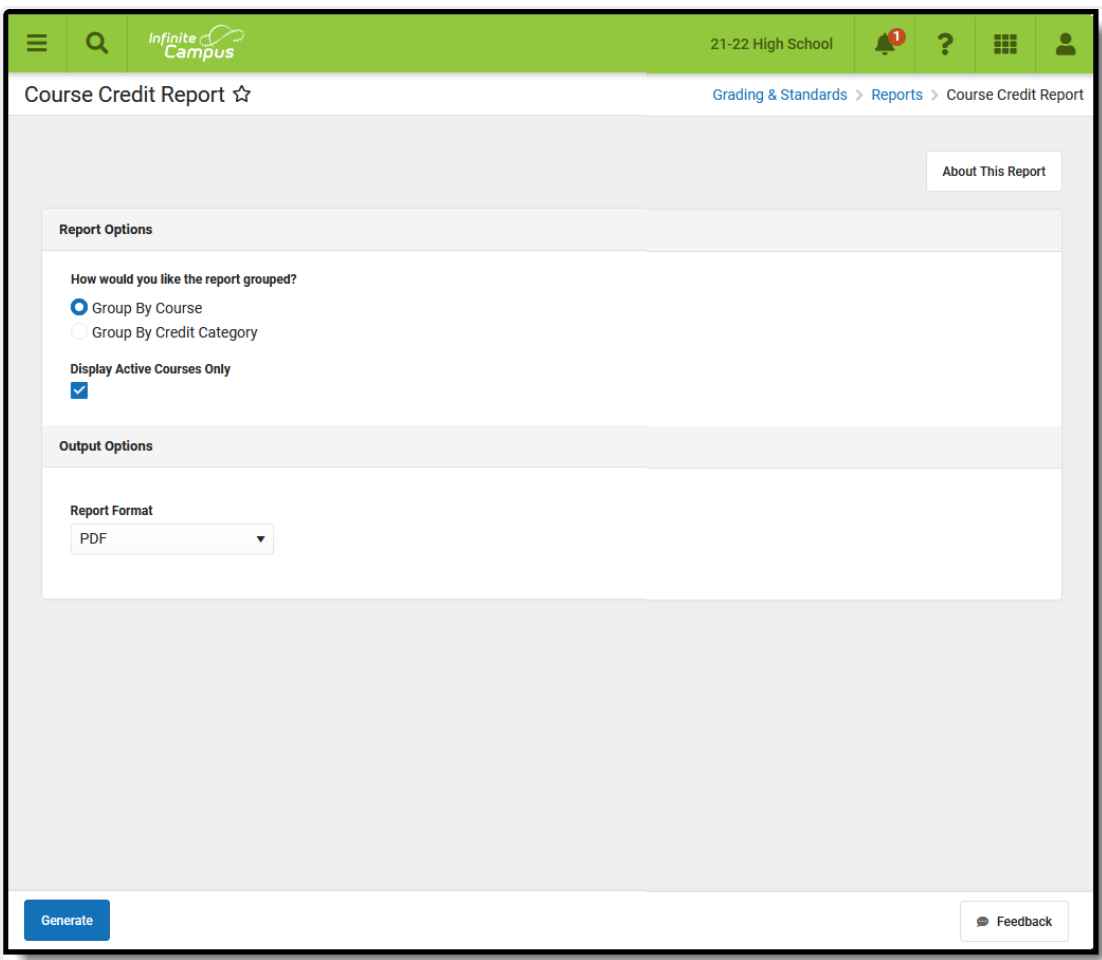 Infinite
Campus
21-22 High School
1
?
Course Credit Report
Grading & Standards > Reports > Course Credit Report
About This Report
Report Options
How would you like the report grouped?
Group By Course
Group By Credit Category
Display Active Courses Only
Output Options
Report Format
PDF
Generate
Feedback